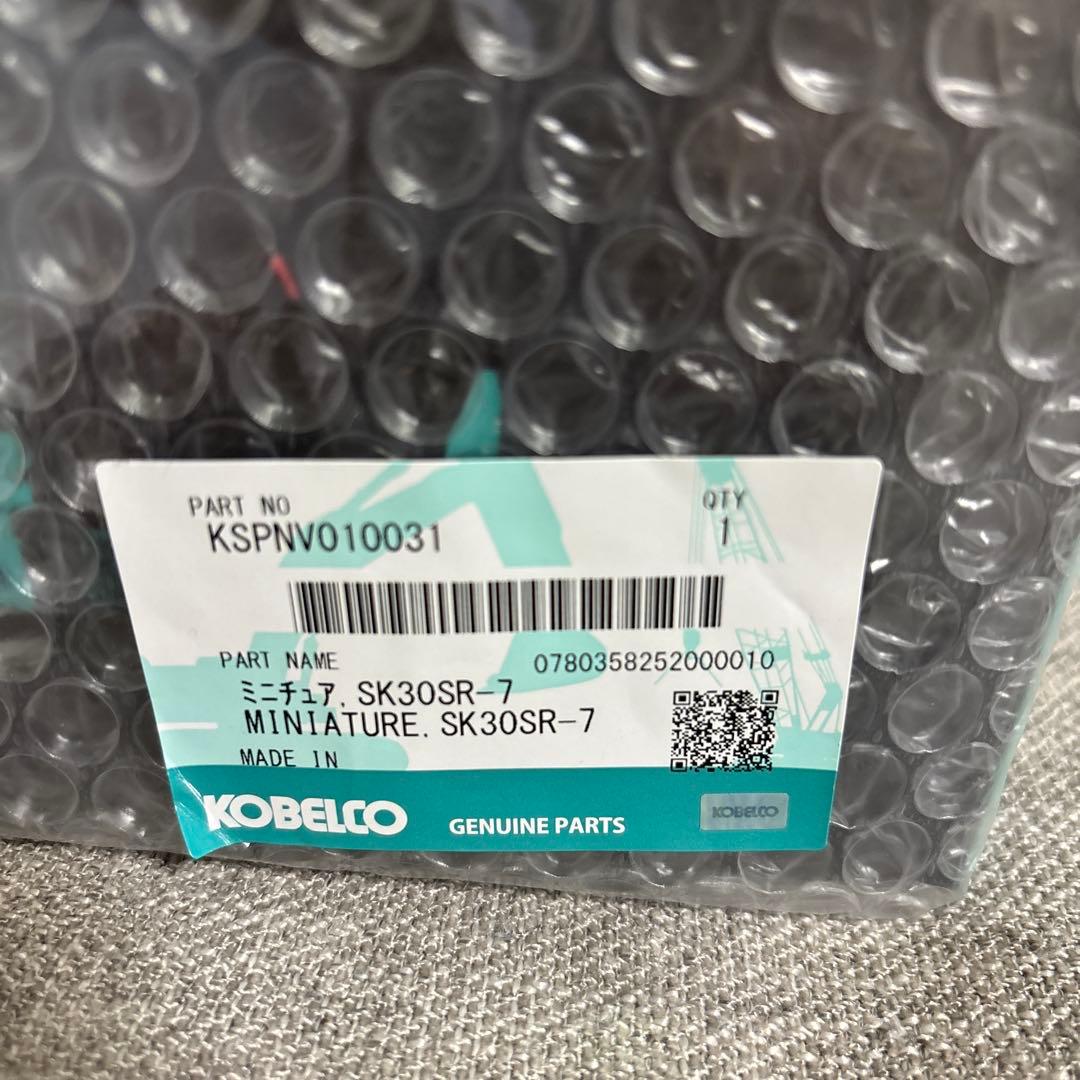 PART NO
QTY
KSPNV010031
1
PART NAME
0780358252000010
ミニチュア, SK30SR-7
MINIATURE, SK30SR-7
MADE IN
KOBELCO
GENUINE PARTS
KOBELCO